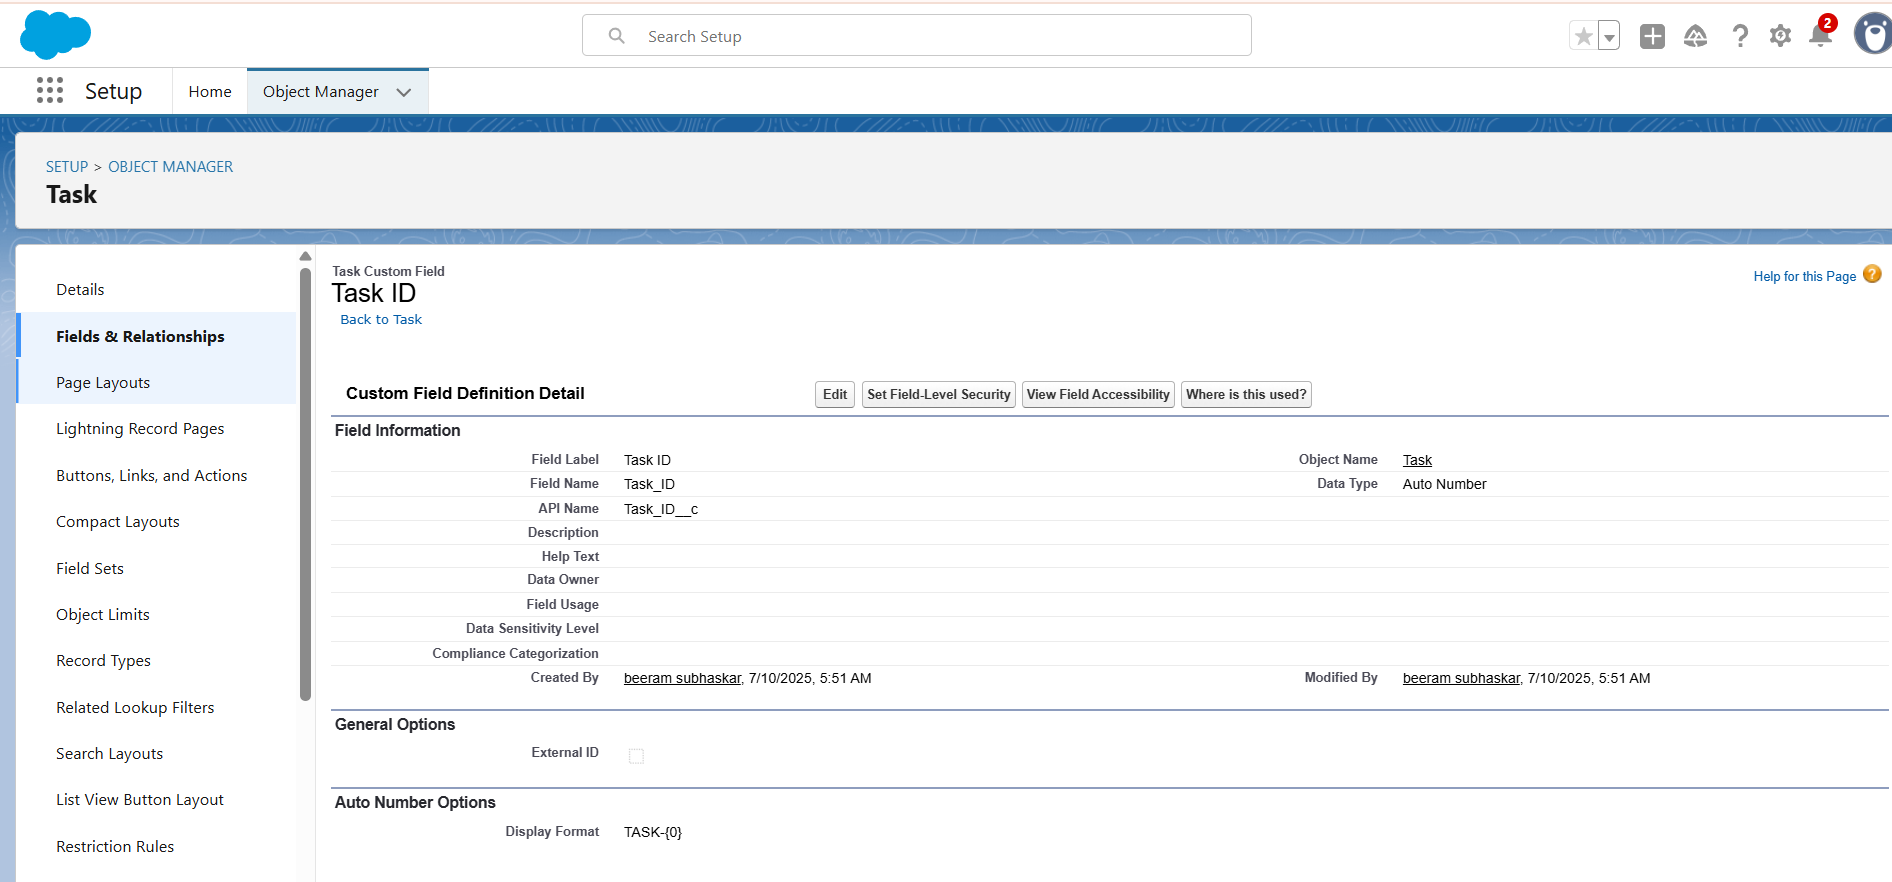 Search Setup
2
Setup
Home
Object Manager
SETUP > OBJECT MANAGER
Task
Details
Fields & Relationships
Page Layouts
Lightning Record Pages
Buttons, Links, and Actions
Compact Layouts
Field Sets
Object Limits
Record Types
Related Lookup Filters
Search Layouts
List View Button Layout
Restriction Rules
Task Custom Field
Task ID
Back to Task
Help for this Page ?
Custom Field Definition Detail
Edit
Set Field-Level Security
View Field Accessibility
Where is this used?
Field Information
Field Label Task ID Object Name Task
Field Name Task_ID Data Type Auto Number
API Name Task_ID__c
Description
Help Text
Data Owner
Field Usage
Data Sensitivity Level
Compliance Categorization
Created By beeram subhaskar, 7/10/2025, 5:51 AM Modified By beeram subhaskar, 7/10/2025, 5:51 AM
General Options
External ID
Auto Number Options
Display Format TASK-{0}